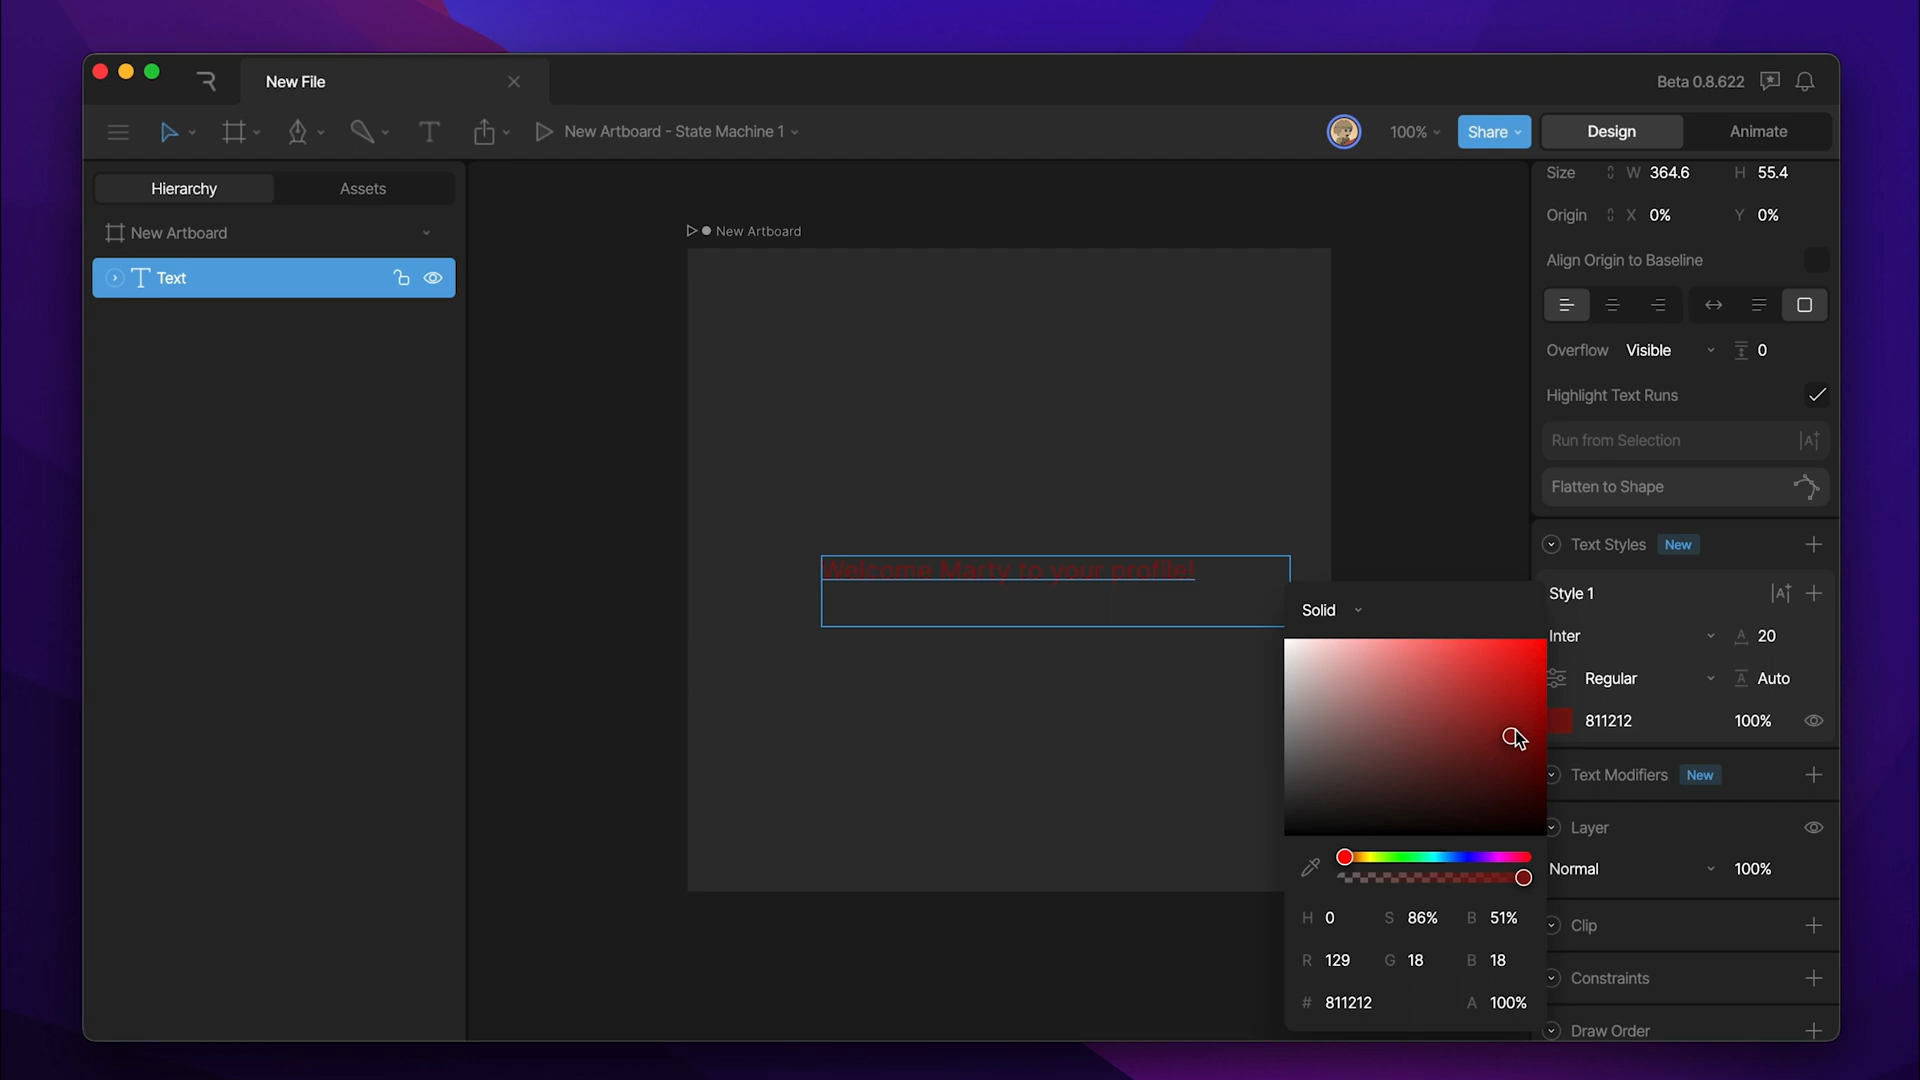 New File
Beta 0.8.622
New Artboard - State Machine 1
100%
Share
Design
Animate
Hierarchy
Assets
New Artboard
Text
New Artboard
Welcome Marty to your profile!
Size W 364.6 H 55.4
Origin X 0% Y 0%
Align Origin to Baseline
Overflow Visible 0
Highlight Text Runs
Run from Selection
Flatten to Shape
Text Styles New
Style 1
Inter A 20
Regular A Auto
811212 100%
Text Modifiers New
Layer
Normal 100%
Clip
Constraints
Draw Order
Solid
H 0 S 86% B 51%
R 129 G 18 B 18
# 811212 A 100%